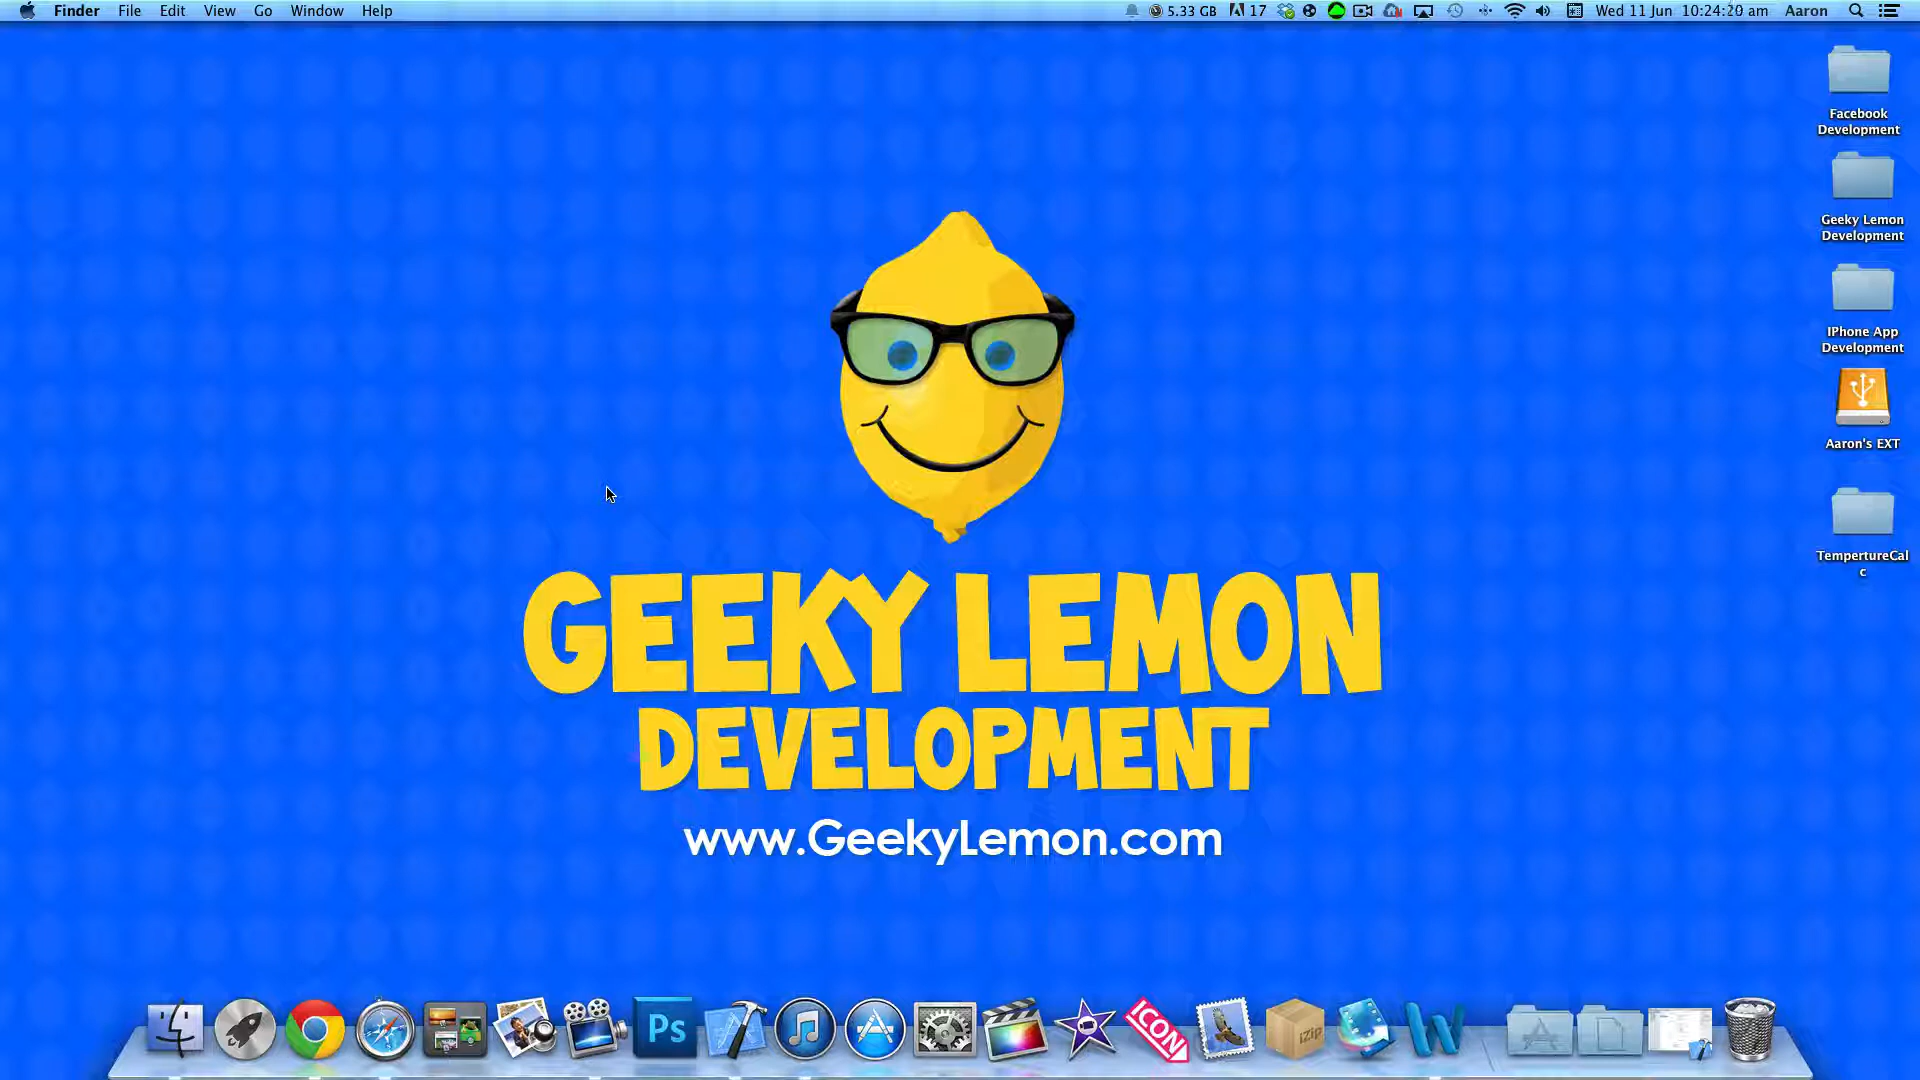 Finder File Edit View Go Window Help
5.33 GB 17 Wed 11 Jun 10:24:20 am Aaron
Facebook
Development
Geeky Lemon
Development
IPhone App
Development
Aaron's EXT
TempertureCal
c
GEEKY LEMON
DEVELOPMENT
www.GeekyLemon.com
Ps
ICON
iZip